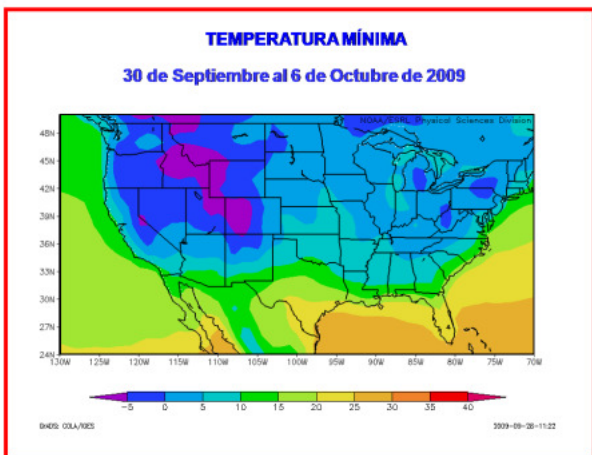 TEMPERATURA MÍNIMA
30 de Septiembre al 6 de Octubre de 2009
NOAA/ESRL Physical Sciences Division
48N
45N
42N
39N
36N
33N
30N
27N
24N
130W 125W 120W 115W 110W 105W 100W 95W 90W 85W 80W 75W 70W
-5 0 5 10 15 20 25 30 35 40
GrADS: COLA/IGES 2009-09-28-11:22